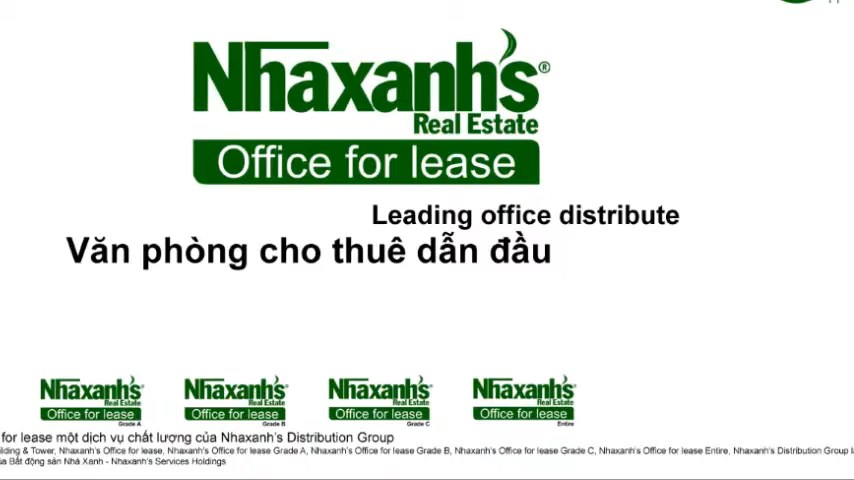 Nhaxanh's®
Real Estate
Office for lease
Leading office distribute
Văn phòng cho thuê dẫn đầu
Nhaxanh's® Nhaxanh's® Nhaxanh's® Nhaxanh's®
Real Estate Real Estate Real Estate Real Estate
Office for lease Office for lease Office for lease Office for lease
Grade A Grade B Grade C Entire
for lease một dịch vụ chất lượng của Nhaxanh's Distribution Group
& Tower, Nhaxanh's Office for lease, Nhaxanh's Office for lease Grade A, Nhaxanh's Office for lease Grade B, Nhaxanh's Office for lease Grade C, Nhaxanh's Office for lease Entire, Nhaxanh's Distribution Group
Bất động sản Nhà Xanh - Nhaxanh's Services Holdings